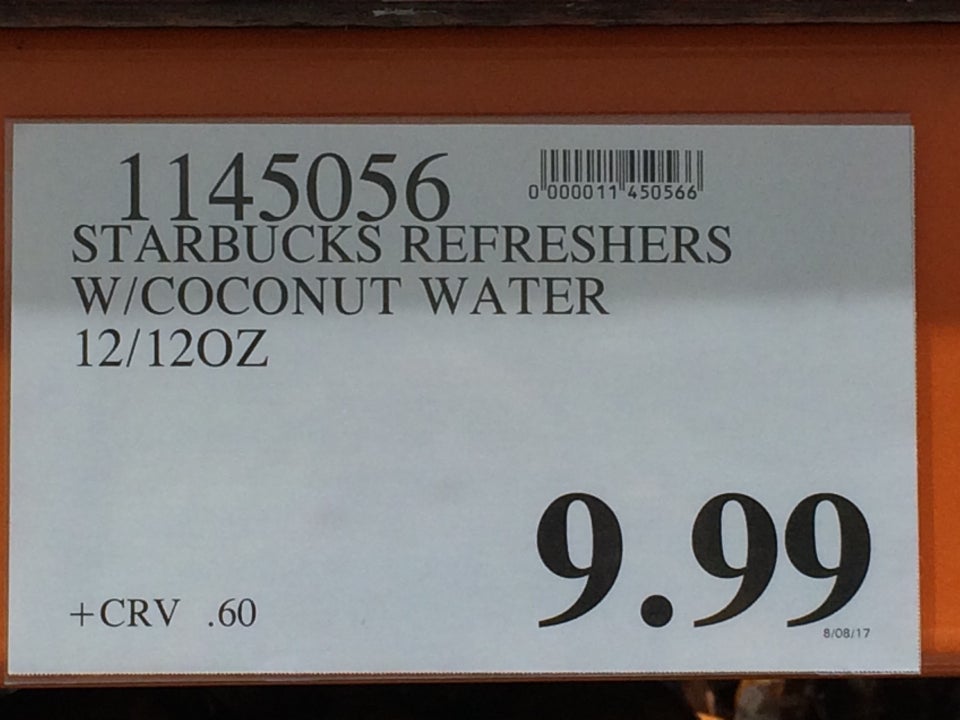 1145056
0 000011 450566
STARBUCKS REFRESHERS
W/COCONUT WATER
12/12OZ
9.99
+CRV .60
8/08/17